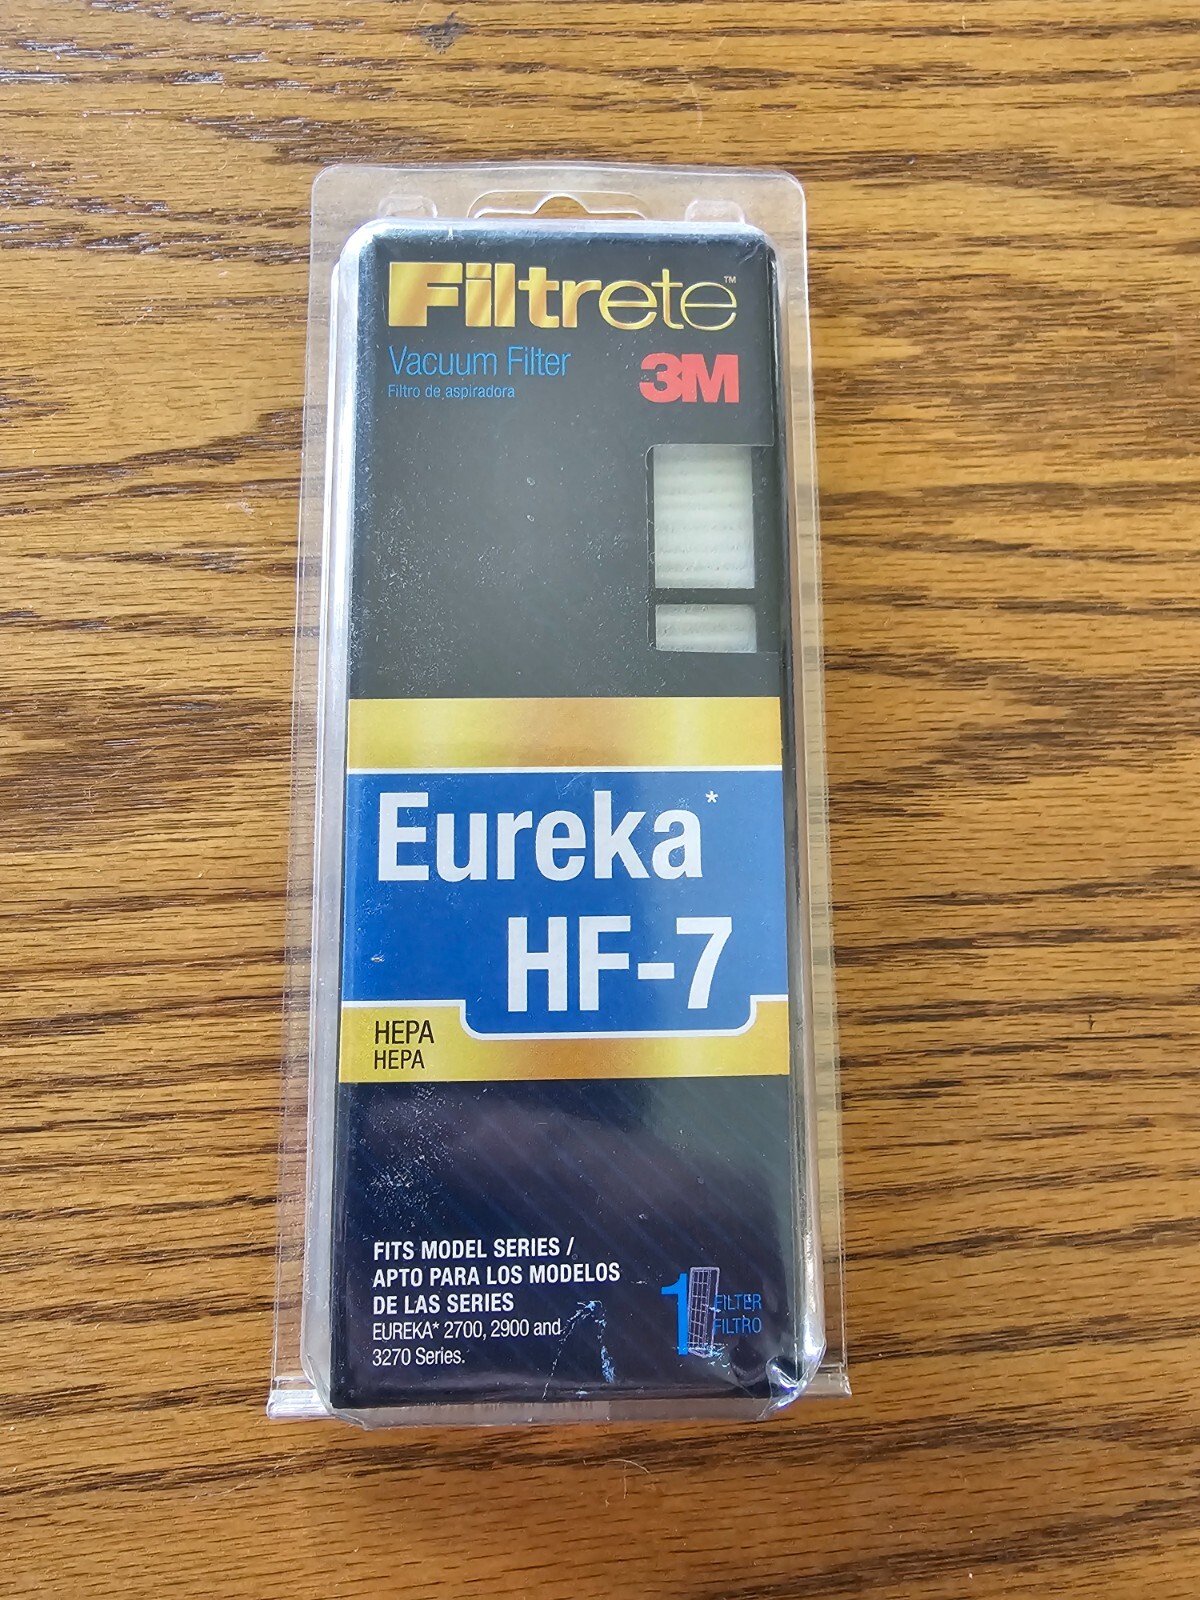 Filtrete™
Vacuum Filter
Filtro de aspiradora
3M
Eureka*
HF-7
HEPA
HEPA
FITS MODEL SERIES /
APTO PARA LOS MODELOS
DE LAS SERIES
EUREKA* 2700, 2900 and
3270 Series.
1 FILTER
FILTRO